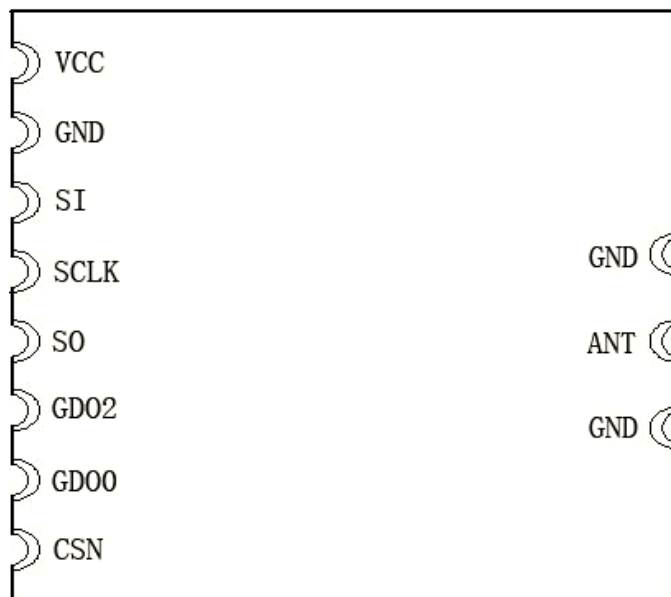 VCC
GND
SI
SCLK
SO
GDO2
GDO0
CSN
GND
ANT
GND